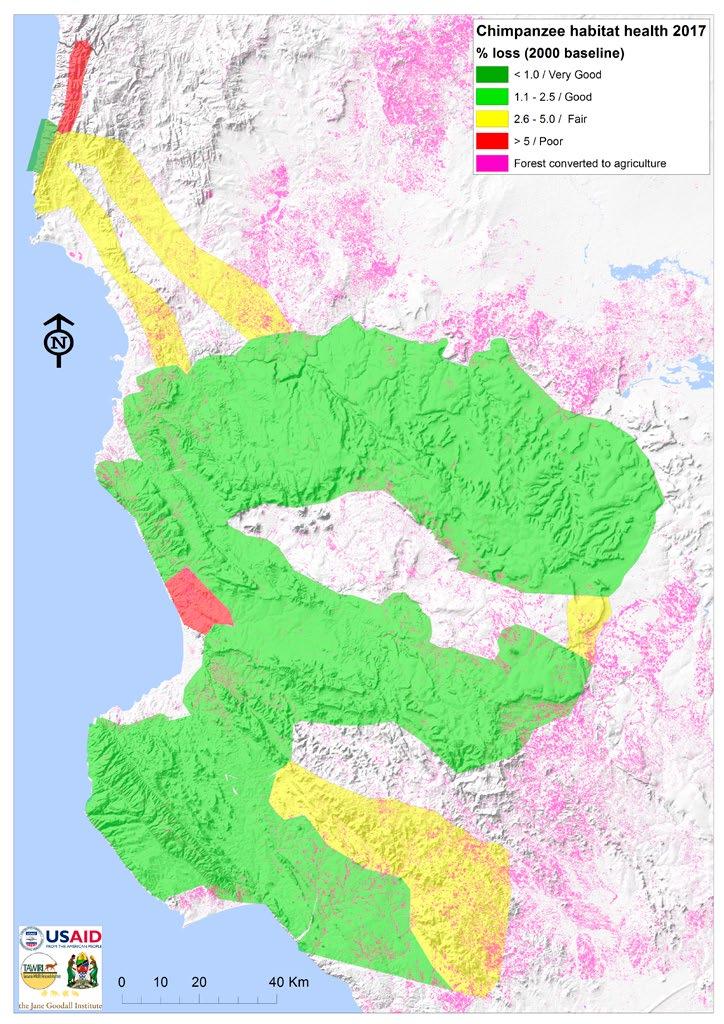 Chimpanzee habitat health 2017
% loss (2000 baseline)
< 1.0 / Very Good
1.1 - 2.5 / Good
2.6 - 5.0 / Fair
> 5 / Poor
Forest converted to agriculture
N
USAID
FROM THE AMERICAN PEOPLE
TAWIRI
the Jane Goodall Institute
0 10 20 40 Km